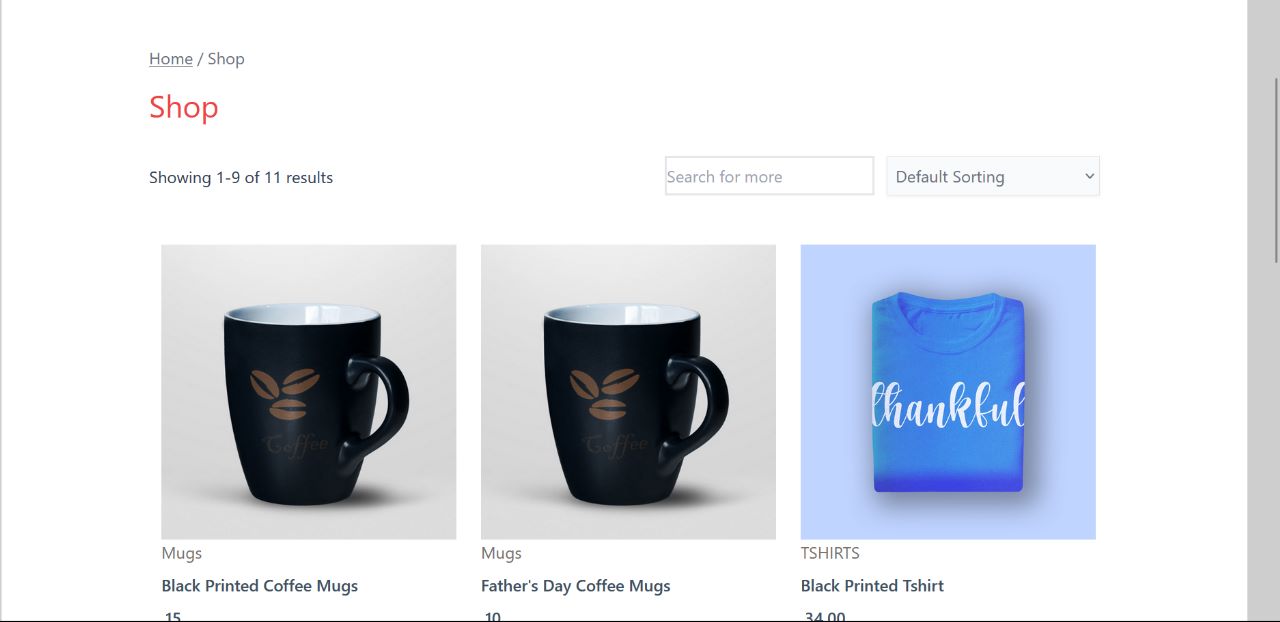 Home / Shop
Shop
Showing 1-9 of 11 results
Search for more
Default Sorting
Coffee
Coffee
thankful
Mugs
Mugs
TSHIRTS
Black Printed Coffee Mugs
Father's Day Coffee Mugs
Black Printed Tshirt
15
10
34.00